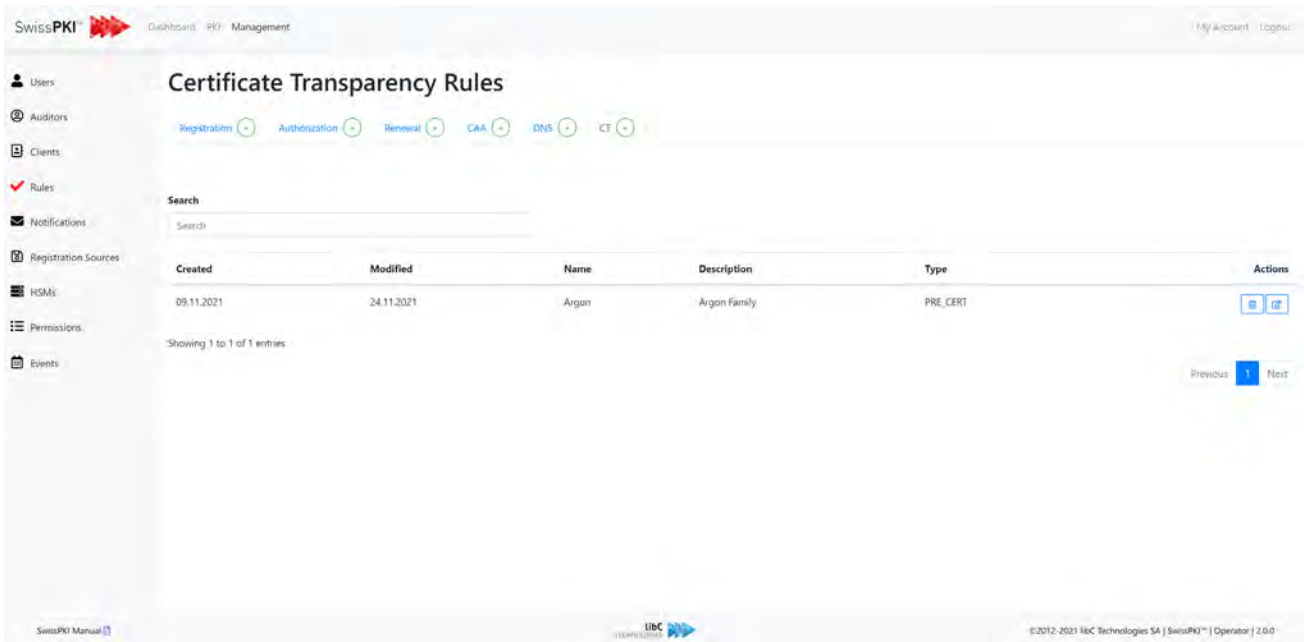 SwissPKI™ Dashboard PKI Management My Account Logout
Users
Auditors
Clients
Rules
Notifications
Registration Sources
HSMs
Permissions
Events
Certificate Transparency Rules
Registration + Authorization + Renewal + CAA + DNS + CT +
Search
Search
Created Modified Name Description Type Actions
09.11.2021 24.11.2021 Argon Argon Family PRE_CERT
Showing 1 to 1 of 1 entries
Previous 1 Next
SwissPKI Manual
libC
TECHNOLOGIES
©2012-2021 libC Technologies SA | SwissPKI™ | Operator | 2.0.0